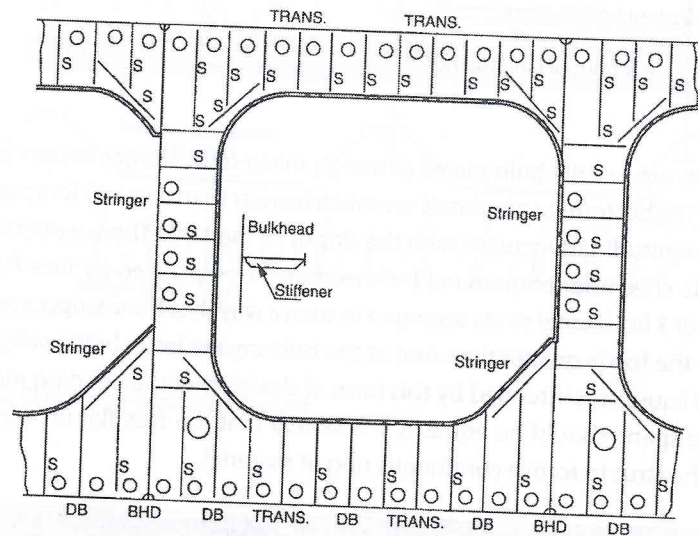 TRANS. TRANS.
S S S S S S S S S
S S S S S
S S
Stringer Stringer
S S
Bulkhead
S S
Stiffener
S S
Stringer Stringer
S S
S S S S S S
DB BHD DB TRANS. DB TRANS. DB BHD DB